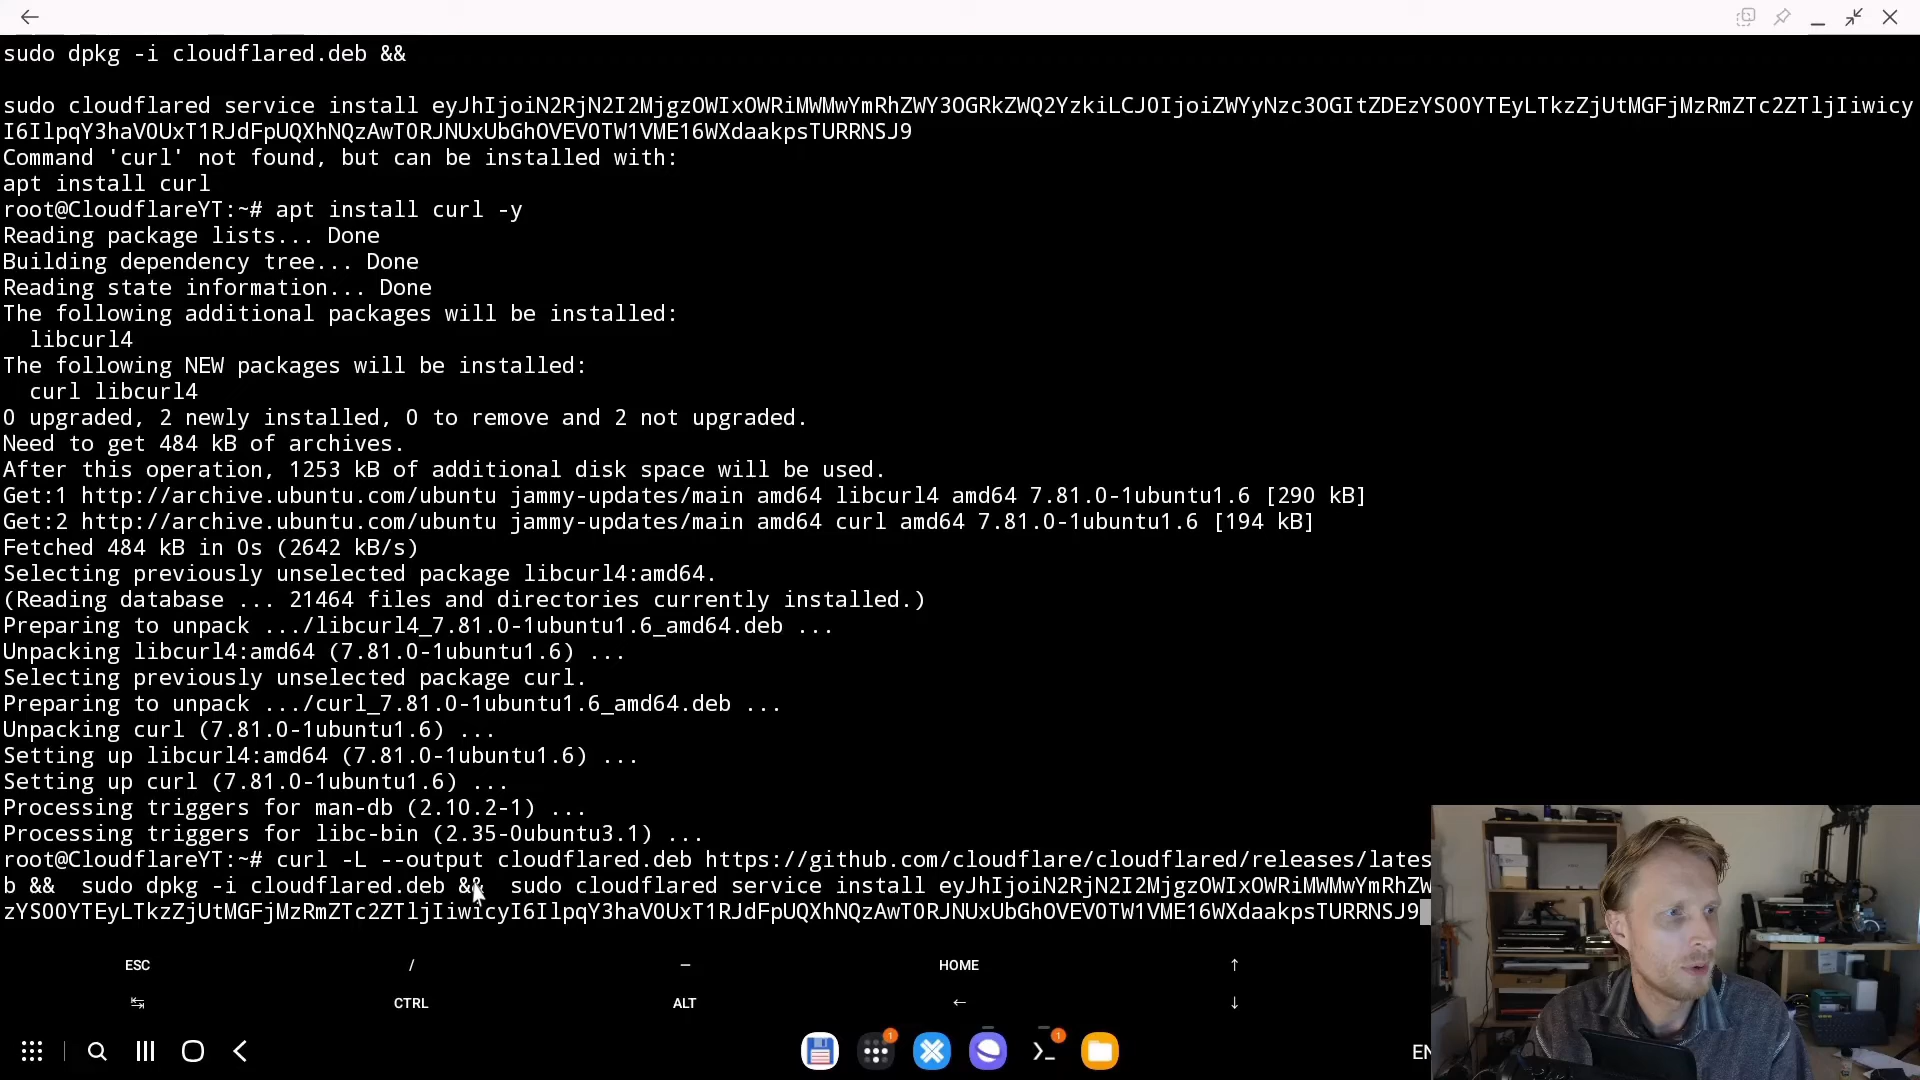 sudo dpkg -i cloudflared.deb &&
sudo cloudflared service install eyJhIjoiN2RjN2I2MjgzOWIxOWRiMWMwYmRhZWY3OGRkZWQ2YzkiLCJ0IjoiZWYyNzc3OGItZDEzYS00YTEyLTkzZjUtMGFjMzRmZTc2ZTljIiwicy
I6IlpqY3haV0UxT1RJdFpUQXhNQzAwT0RJNUxUbGhOVEV0TW1VME16WXdaakpsTURRNSJ9
Command 'curl' not found, but can be installed with:
apt install curl
root@CloudflareYT:~# apt install curl -y
Reading package lists... Done
Building dependency tree... Done
Reading state information... Done
The following additional packages will be installed:
  libcurl4
The following NEW packages will be installed:
  curl libcurl4
0 upgraded, 2 newly installed, 0 to remove and 2 not upgraded.
Need to get 484 kB of archives.
After this operation, 1253 kB of additional disk space will be used.
Get:1 http://archive.ubuntu.com/ubuntu jammy-updates/main amd64 libcurl4 amd64 7.81.0-1ubuntu1.6 [290 kB]
Get:2 http://archive.ubuntu.com/ubuntu jammy-updates/main amd64 curl amd64 7.81.0-1ubuntu1.6 [194 kB]
Fetched 484 kB in 0s (2642 kB/s)
Selecting previously unselected package libcurl4:amd64.
(Reading database ... 21464 files and directories currently installed.)
Preparing to unpack .../libcurl4_7.81.0-1ubuntu1.6_amd64.deb ...
Unpacking libcurl4:amd64 (7.81.0-1ubuntu1.6) ...
Selecting previously unselected package curl.
Preparing to unpack .../curl_7.81.0-1ubuntu1.6_amd64.deb ...
Unpacking curl (7.81.0-1ubuntu1.6) ...
Setting up libcurl4:amd64 (7.81.0-1ubuntu1.6) ...
Setting up curl (7.81.0-1ubuntu1.6) ...
Processing triggers for man-db (2.10.2-1) ...
Processing triggers for libc-bin (2.35-0ubuntu3.1) ...
root@CloudflareYT:~# curl -L --output cloudflared.deb https://github.com/cloudflare/cloudflared/releases/lates
b &&  sudo dpkg -i cloudflared.deb &&  sudo cloudflared service install eyJhIjoiN2RjN2I2MjgzOWIxOWRiMWMwYmRhZW
zYS00YTEyLTkzZjUtMGFjMzRmZTc2ZTljIiwicyI6IlpqY3haV0UxT1RJdFpUQXhNQzAwT0RJNUxUbGhOVEV0TW1VME16WXdaakpsTURRNSJ9
ESC / — HOME ↑
↹ CTRL ALT ← ↓
1 1 EN